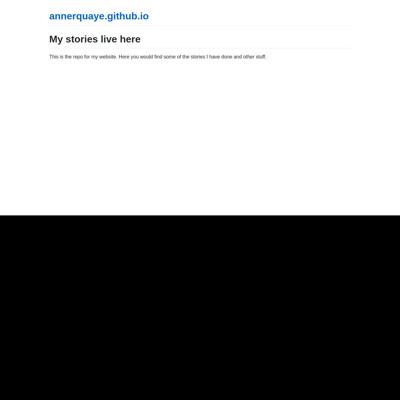 annerquaye.github.io
My stories live here
This is the repo for my website. Here you would find some of the stories I have done and other stuff.